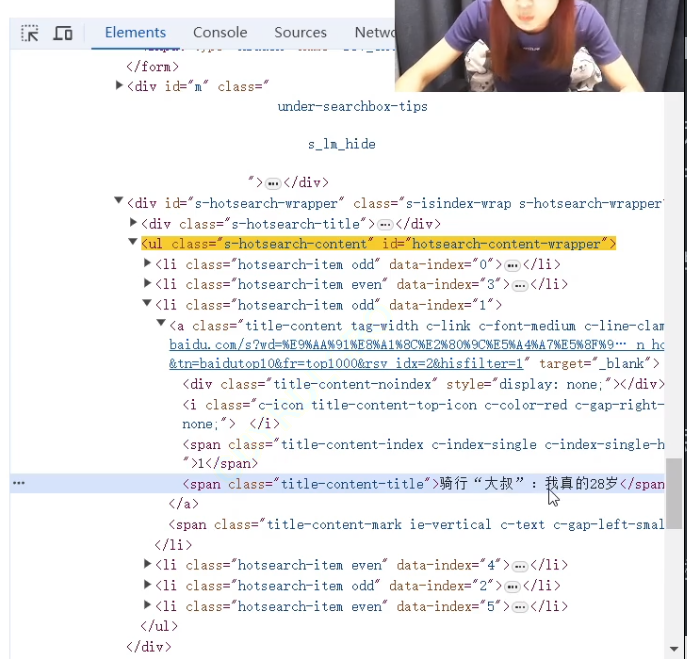 Elements Console Sources Netwo
</form>
<div id="m" class="
under-searchbox-tips
s_lm_hide
">…</div>
<div id="s-hotsearch-wrapper" class="s-isindex-wrap s-hotsearch-wrapper
<div class="s-hotsearch-title">…</div>
<ul class="s-hotsearch-content" id="hotsearch-content-wrapper">
<li class="hotsearch-item odd" data-index="0">…</li>
<li class="hotsearch-item even" data-index="3">…</li>
<li class="hotsearch-item odd" data-index="1">
<a class="title-content tag-width c-link c-font-medium c-line-clam
baidu.com/s?wd=%E9%AA%91%E8%A1%8C%E2%80%9C%E5%A4%A7%E5%8F%9… n_ho
&tn=baidutop10&fr=top1000&rsv_idx=2&hisfilter=1" target="_blank">
<div class="title-content-noindex" style="display: none;"></div>
<i class="c-icon title-content-top-icon c-color-red c-gap-right-
none;"> </i>
<span class="title-content-index c-index-single c-index-single-h
">1</span>
… <span class="title-content-title">骑行“大叔”：我真的28岁</span
</a>
<span class="title-content-mark ie-vertical c-text c-gap-left-smal
</li>
<li class="hotsearch-item even" data-index="4">…</li>
<li class="hotsearch-item odd" data-index="2">…</li>
<li class="hotsearch-item even" data-index="5">…</li>
</ul>
</div>